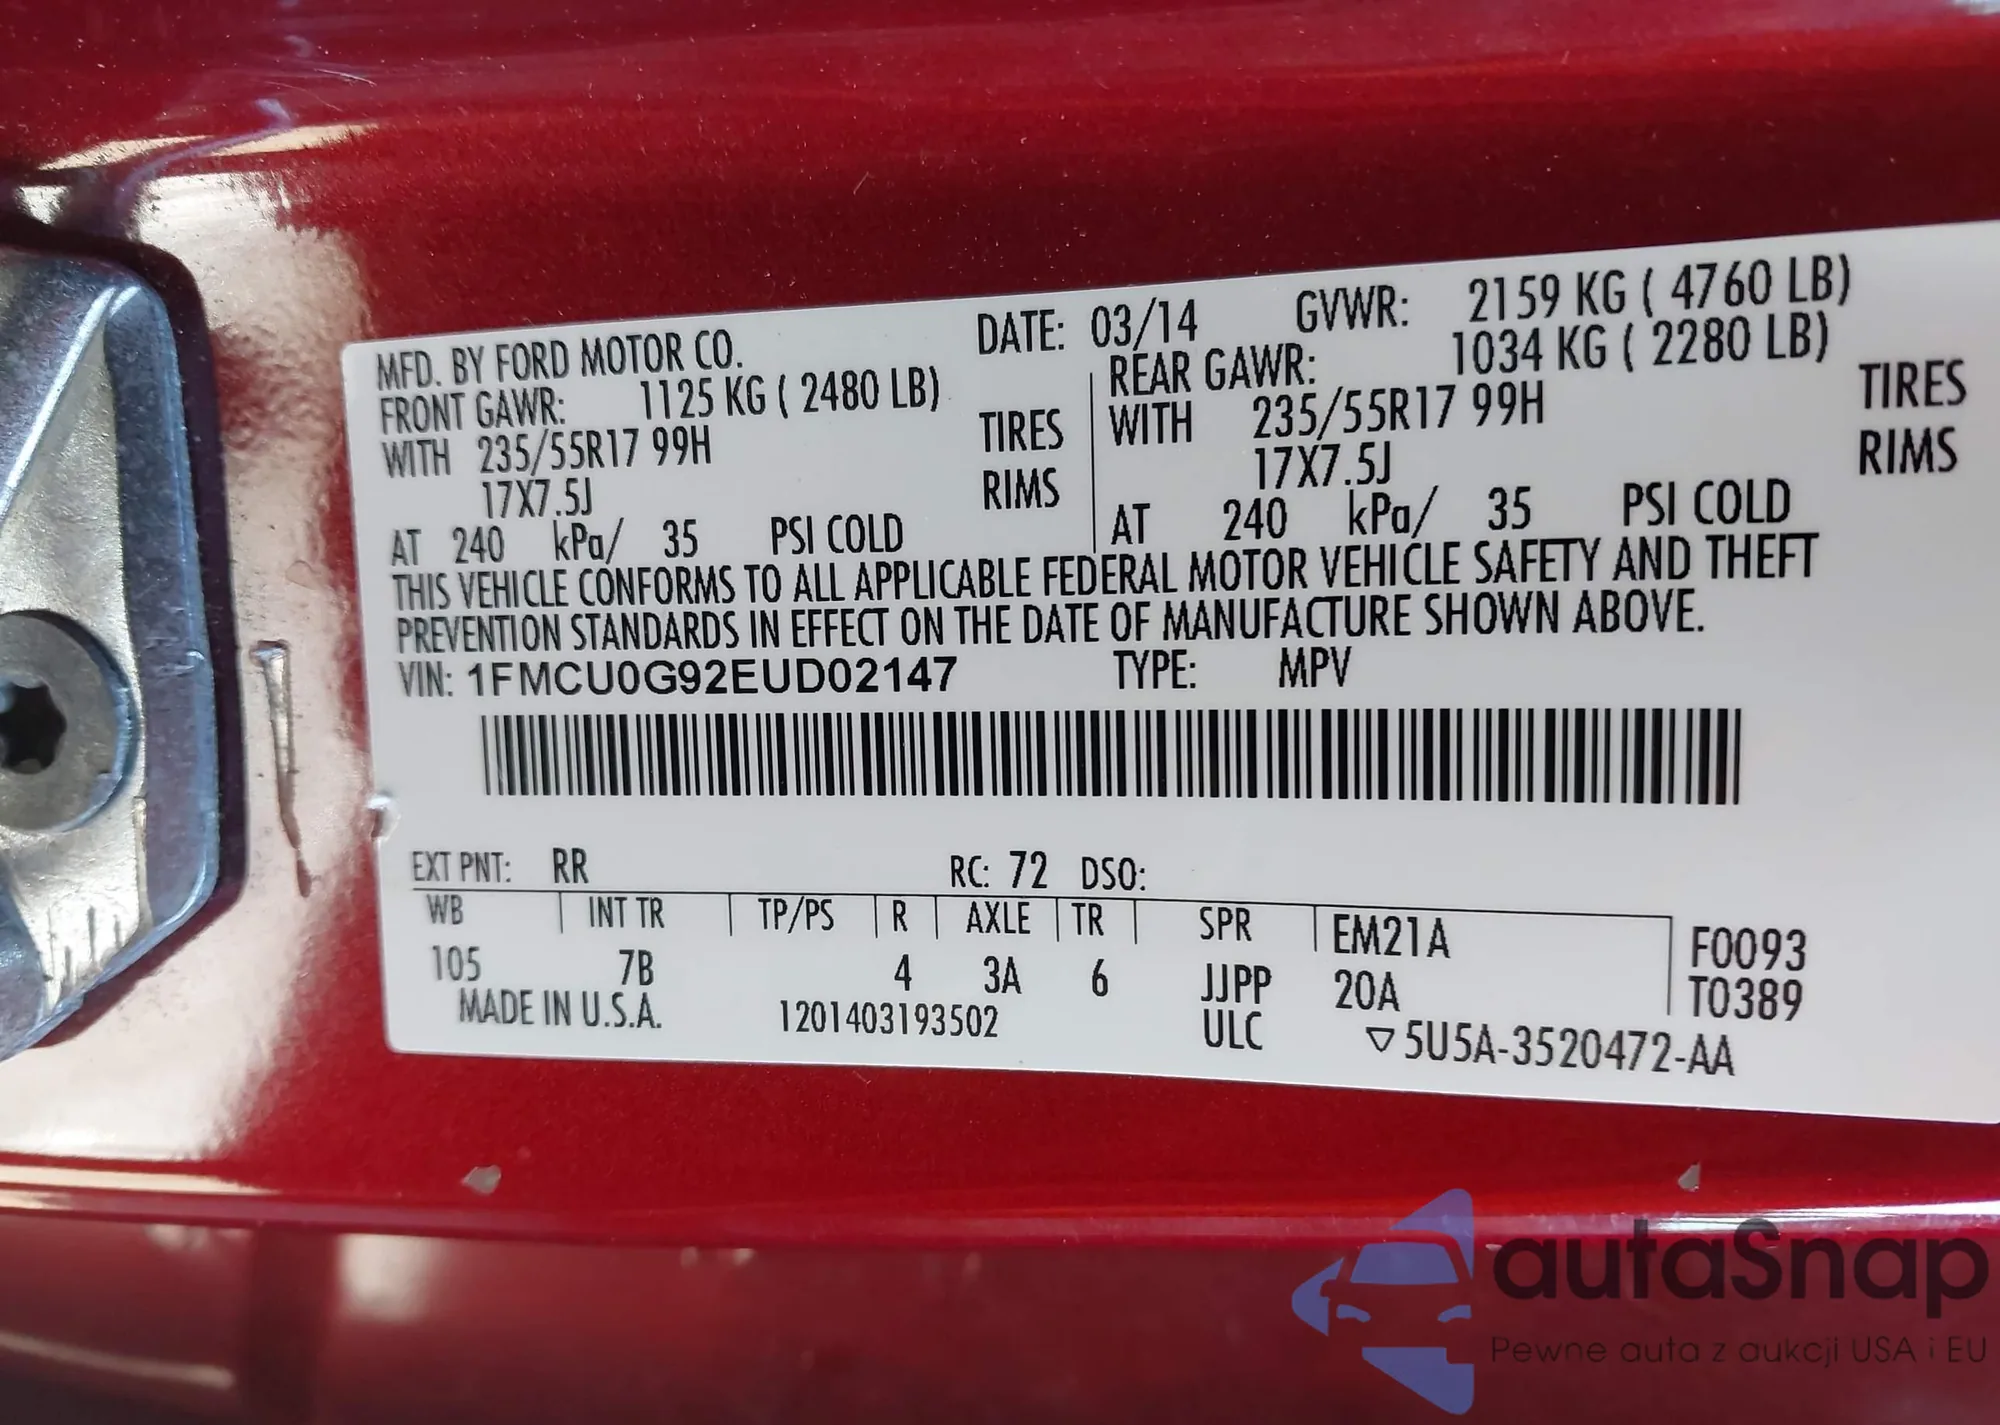 MFD. BY FORD MOTOR CO. DATE: 03/14 GVWR: 2159 KG ( 4760 LB)
FRONT GAWR: 1125 KG ( 2480 LB) REAR GAWR: 1034 KG ( 2280 LB)
WITH 235/55R17 99H TIRES WITH 235/55R17 99H TIRES
17X7.5J RIMS 17X7.5J RIMS
AT 240 kPa/ 35 PSI COLD AT 240 kPa/ 35 PSI COLD
THIS VEHICLE CONFORMS TO ALL APPLICABLE FEDERAL MOTOR VEHICLE SAFETY AND THEFT
PREVENTION STANDARDS IN EFFECT ON THE DATE OF MANUFACTURE SHOWN ABOVE.
VIN: 1FMCU0G92EUD02147 TYPE: MPV
EXT PNT: RR RC: 72 DSO:
WB INT TR TP/PS R AXLE TR SPR EM21A F0093
105 7B 4 3A 6 JJPP 20A T0389
MADE IN U.S.A. 1201403193502 ULC ▽5U5A-3520472-AA
autaSnap
Pewne auta z aukcji USA i EU